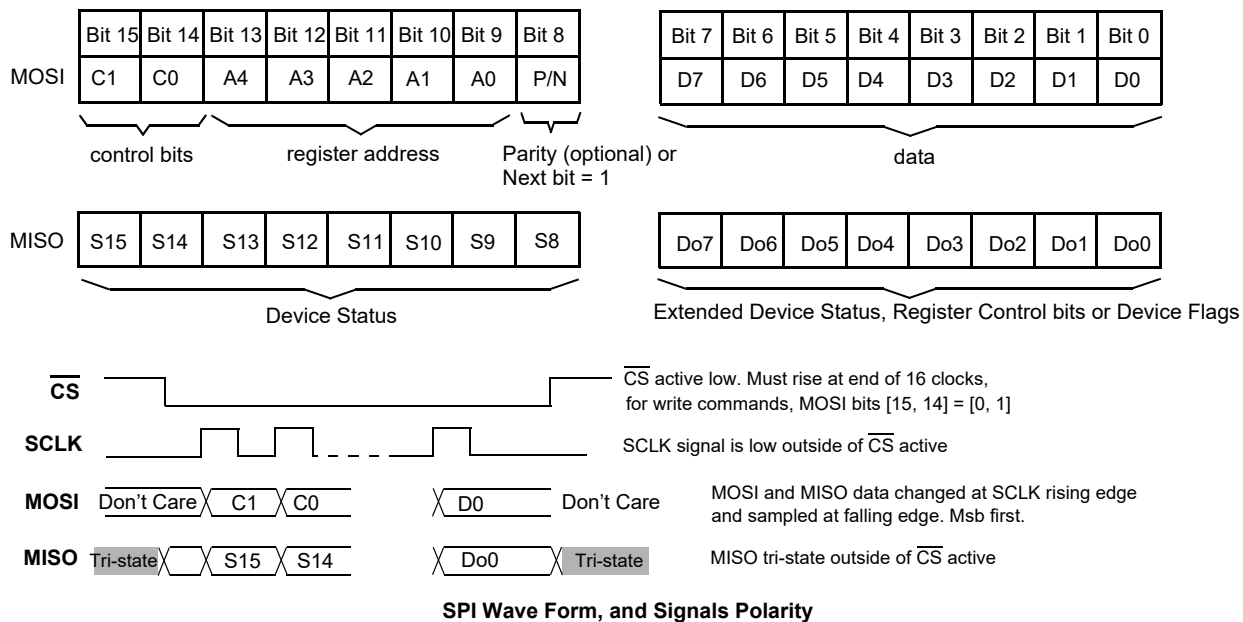 Bit 15 Bit 14 Bit 13 Bit 12 Bit 11 Bit 10 Bit 9 Bit 8 Bit 7 Bit 6 Bit 5 Bit 4 Bit 3 Bit 2 Bit 1 Bit 0
MOSI C1 C0 A4 A3 A2 A1 A0 P/N D7 D6 D5 D4 D3 D2 D1 D0
control bits register address Parity (optional) or data
Next bit = 1
MISO S15 S14 S13 S12 S11 S10 S9 S8 Do7 Do6 Do5 Do4 Do3 Do2 Do1 Do0
Device Status Extended Device Status, Register Control bits or Device Flags
CS CS active low. Must rise at end of 16 clocks,
for write commands, MOSI bits [15, 14] = [0, 1]
SCLK SCLK signal is low outside of CS active
MOSI Don't Care C1 C0 D0 Don't Care MOSI and MISO data changed at SCLK rising edge
and sampled at falling edge. Msb first.
MISO Tri-state S15 S14 Do0 Tri-state MISO tri-state outside of CS active
SPI Wave Form, and Signals Polarity